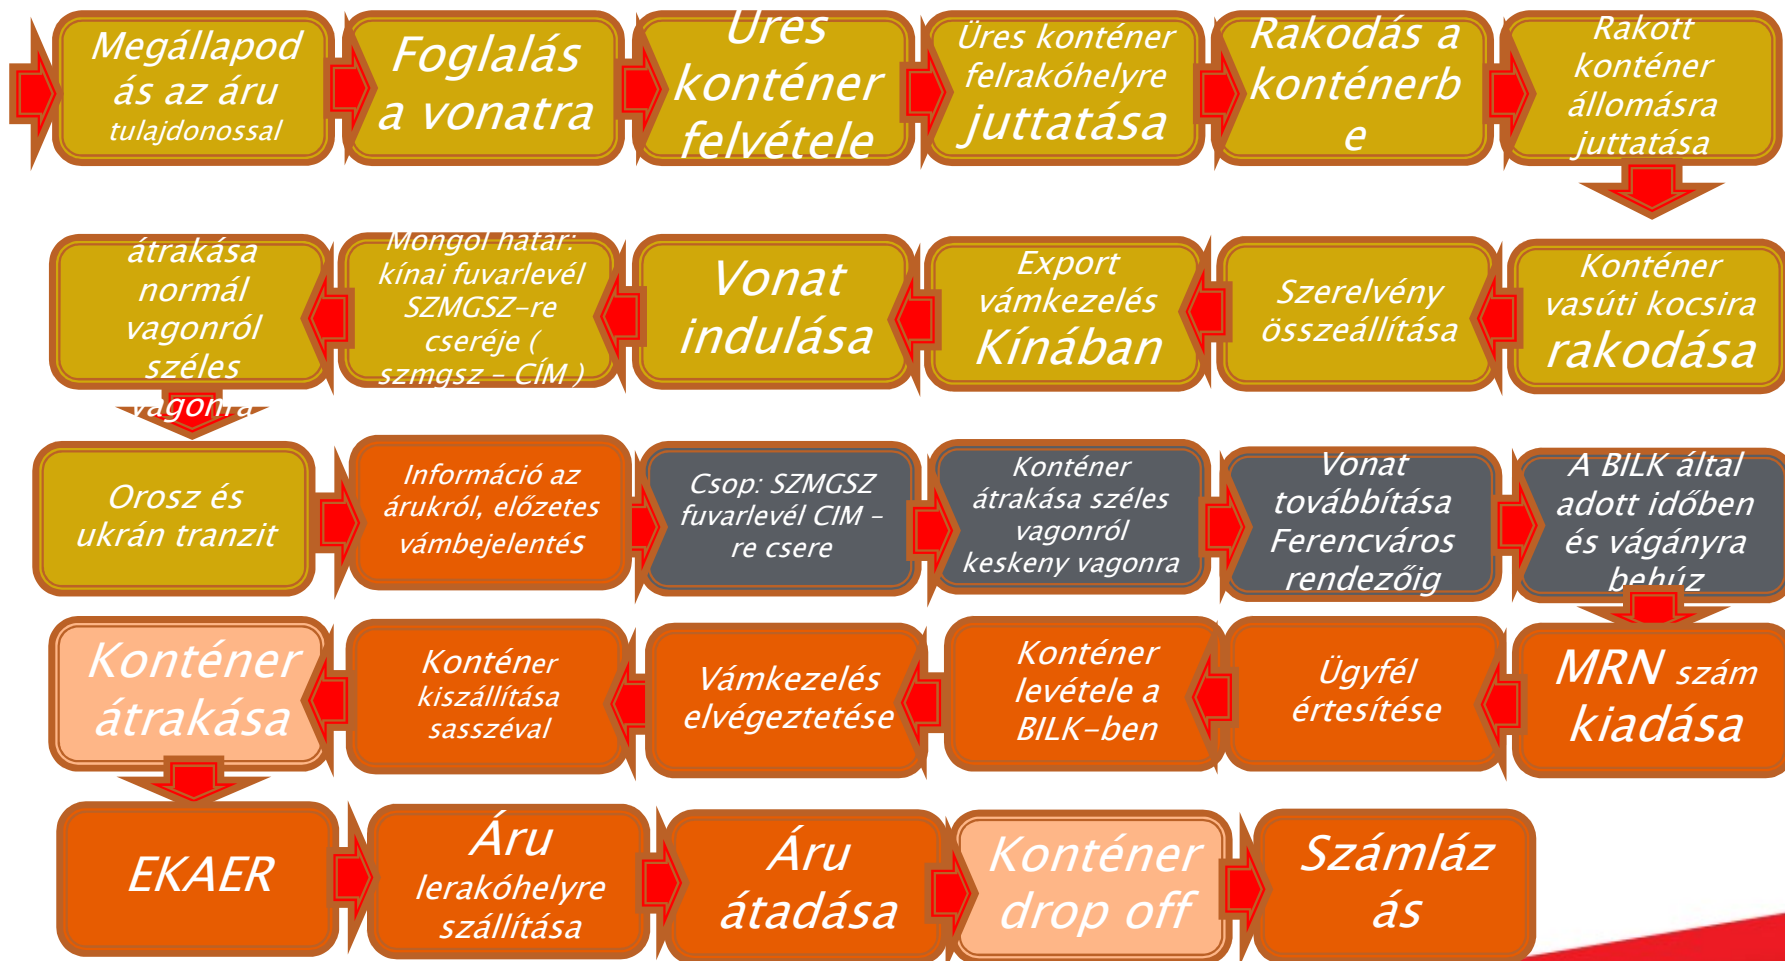 Megállapod
ás az áru
tulajdonossal
Foglalás
a vonatra
Üres
konténer
felvétele
Üres konténer
felrakóhelyre
juttatása
Rakodás a
konténerb
e
Rakott
konténer
állomásra
juttatása
Konténer
vasúti kocsira
rakodása
Szerelvény
összeállítása
Export
vámkezelés
Kínában
Vonat
indulása
Mongol határ:
kínai fuvarlevél
SZMGSZ-re
cseréje (
szmgsz - CÍM )
átrakása
normál
vagonról
széles
vagonra
Orosz és
ukrán tranzit
Információ az
árukról, előzetes
vámbejelentés
Csop: SZMGSZ
fuvarlevél CIM -
re csere
Konténer
átrakása széles
vagonról
keskeny vagonra
Vonat
továbbítása
Ferencváros
rendezőig
A BILK által
adott időben
és vágányra
behúz
MRN szám
kiadása
Ügyfél
értesítése
Konténer
levétele a
BILK-ben
Vámkezelés
elvégeztetése
Konténer
kiszállítása
sasszéval
Konténer
átrakása
EKAER
Áru
lerakóhelyre
szállítása
Áru
átadása
Konténer
drop off
Számláz
ás